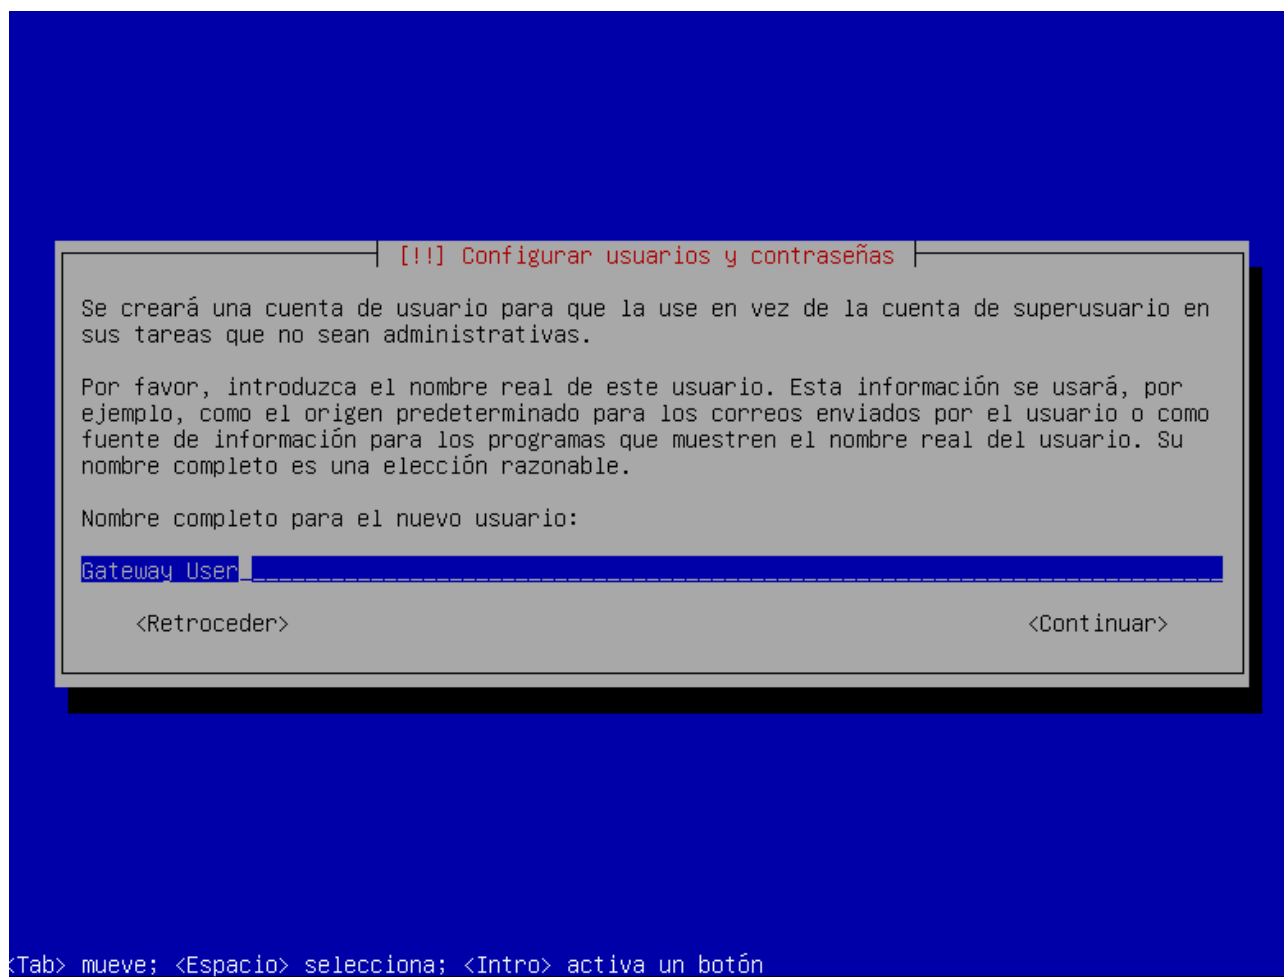 [!!] Configurar usuarios y contraseñas
Se creará una cuenta de usuario para que la use en vez de la cuenta de superusuario en
sus tareas que no sean administrativas.
Por favor, introduzca el nombre real de este usuario. Esta información se usará, por
ejemplo, como el origen predeterminado para los correos enviados por el usuario o como
fuente de información para los programas que muestren el nombre real del usuario. Su
nombre completo es una elección razonable.
Nombre completo para el nuevo usuario:
Gateway User
<Retroceder> <Continuar>
<Tab> mueve; <Espacio> selecciona; <Intro> activa un botón